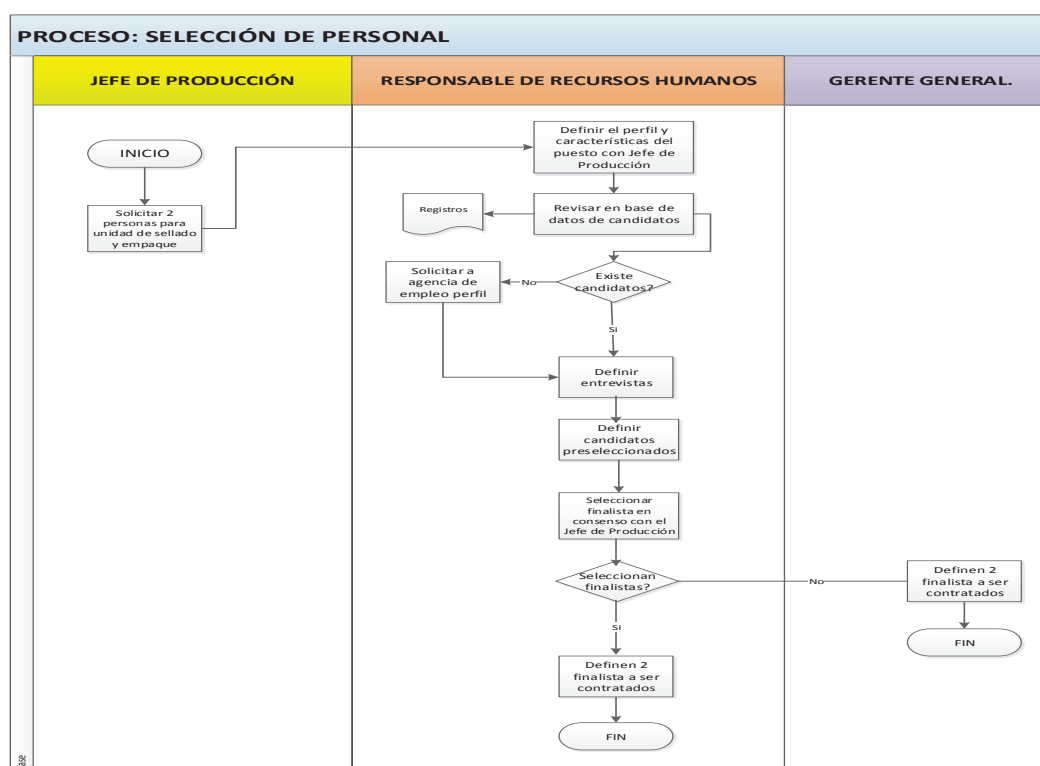 PROCESO: SELECCIÓN DE PERSONAL
JEFE DE PRODUCCIÓN
RESPONSABLE DE RECURSOS HUMANOS
GERENTE GENERAL.
INICIO
Solicitar 2
personas para
unidad de sellado
y empaque
Definir el perfil y
características del
puesto con Jefe de
Producción
Registros
Revisar en base de
datos de candidatos
Solicitar a
agencia de
empleo perfil
No
Existe
candidatos?
Si
Definir
entrevistas
Definir
candidatos
preseleccionados
Seleccionar
finalista en
consenso con el
Jefe de Producción
Seleccionan
finalistas?
No
Definen 2
finalista a ser
contratados
FIN
Si
Definen 2
finalista a ser
contratados
FIN